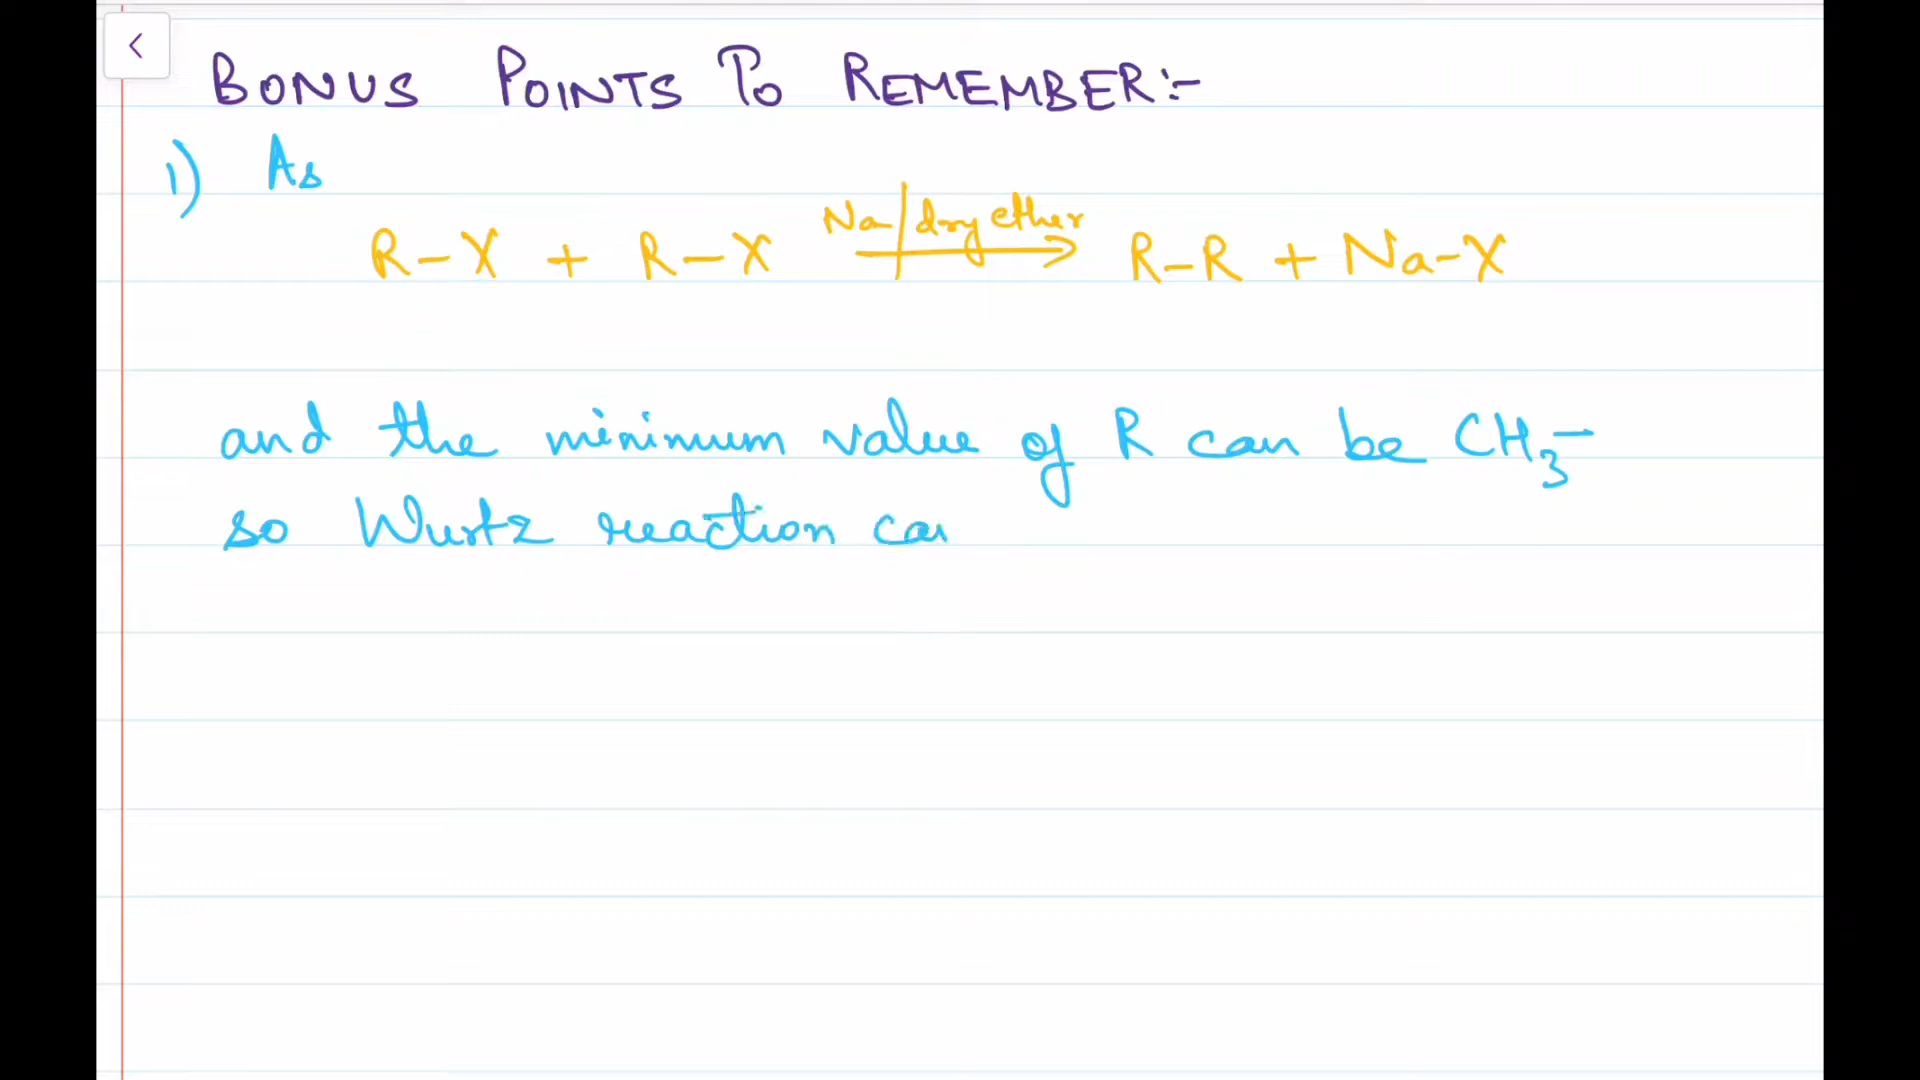 BONUS POINTS TO REMEMBER:-
1) As
Na/dry ether
R-X + R-X → R-R + Na-X
and the minimum value of R can be CH₃-
so Wurtz reaction can